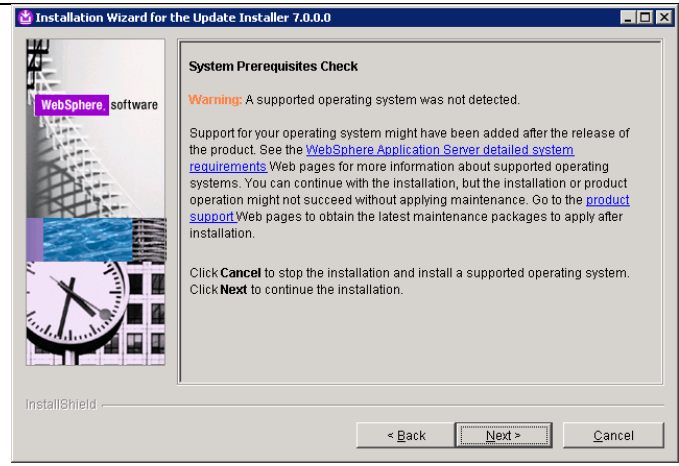 Installation Wizard for the Update Installer 7.0.0.0
WebSphere. software
System Prerequisites Check
Warning: A supported operating system was not detected.
Support for your operating system might have been added after the release of
the product. See the WebSphere Application Server detailed system
requirements Web pages for more information about supported operating
systems. You can continue with the installation, but the installation or product
operation might not succeed without applying maintenance. Go to the product
support Web pages to obtain the latest maintenance packages to apply after
installation.
Click Cancel to stop the installation and install a supported operating system.
Click Next to continue the installation.
InstallShield
< Back
Next >
Cancel